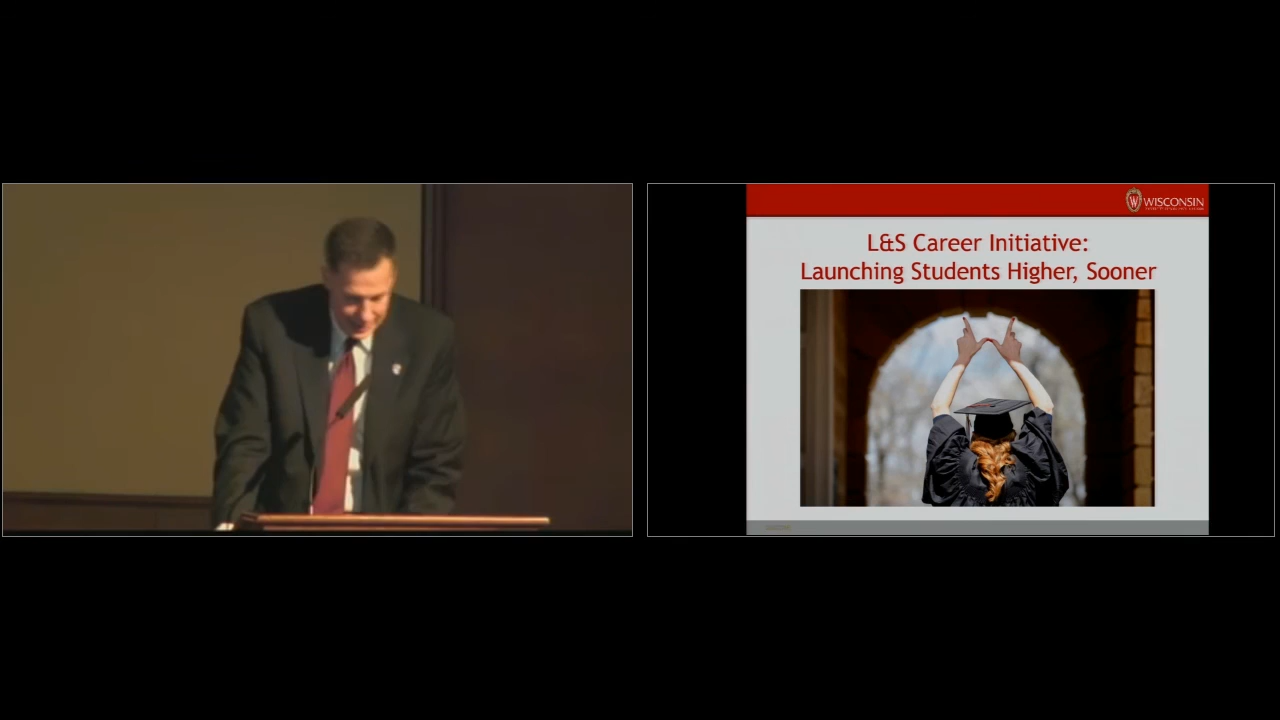 WISCONSIN
L&S Career Initiative:
Launching Students Higher, Sooner